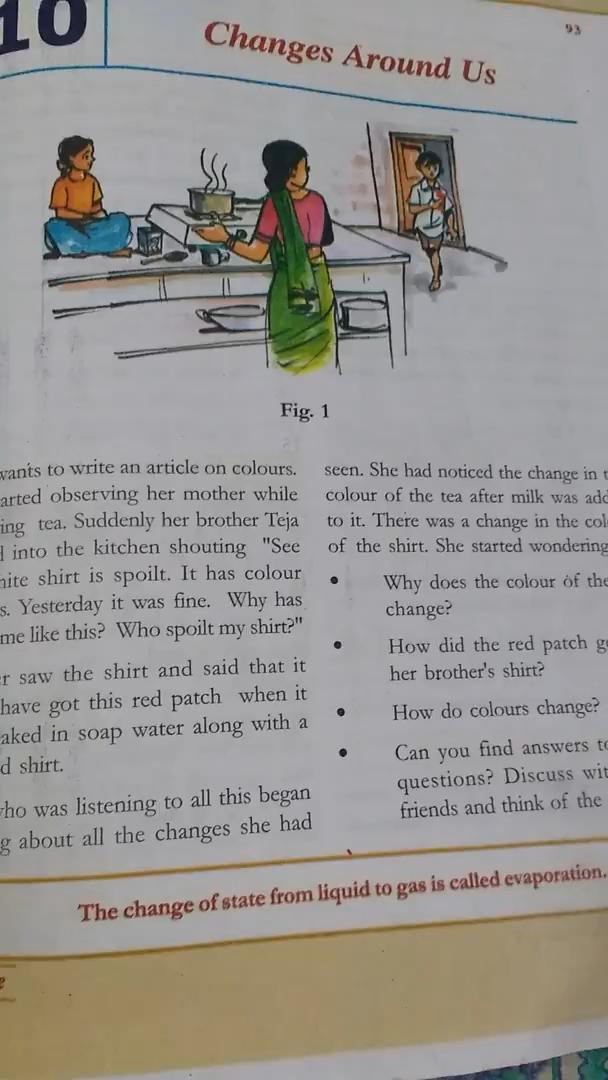 10
93
Changes Around Us
Fig. 1
wants to write an article on colours.
arted observing her mother while
ing tea. Suddenly her brother Teja
into the kitchen shouting "See
ite shirt is spoilt. It has colour
s. Yesterday it was fine. Why has
me like this? Who spoilt my shirt?"
r saw the shirt and said that it
have got this red patch when it
aked in soap water along with a
d shirt.
who was listening to all this began
g about all the changes she had
seen. She had noticed the change in t
colour of the tea after milk was add
to it. There was a change in the col
of the shirt. She started wondering
• Why does the colour of the
change?
• How did the red patch g
her brother's shirt?
• How do colours change?
• Can you find answers to
questions? Discuss wit
friends and think of the
The change of state from liquid to gas is called evaporation.